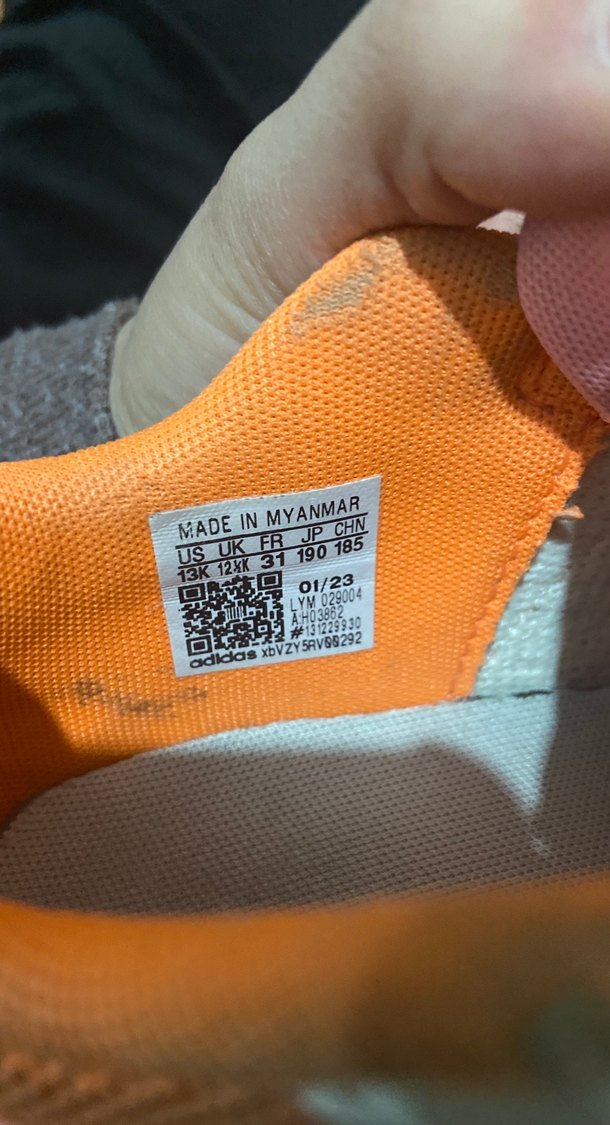 MADE IN MYANMAR
US UK FR JP CHN
13K 12½K 31 190 185
01/23
LYM 029004
A:H03862
#131229930
adidas xbVZY5RV00292